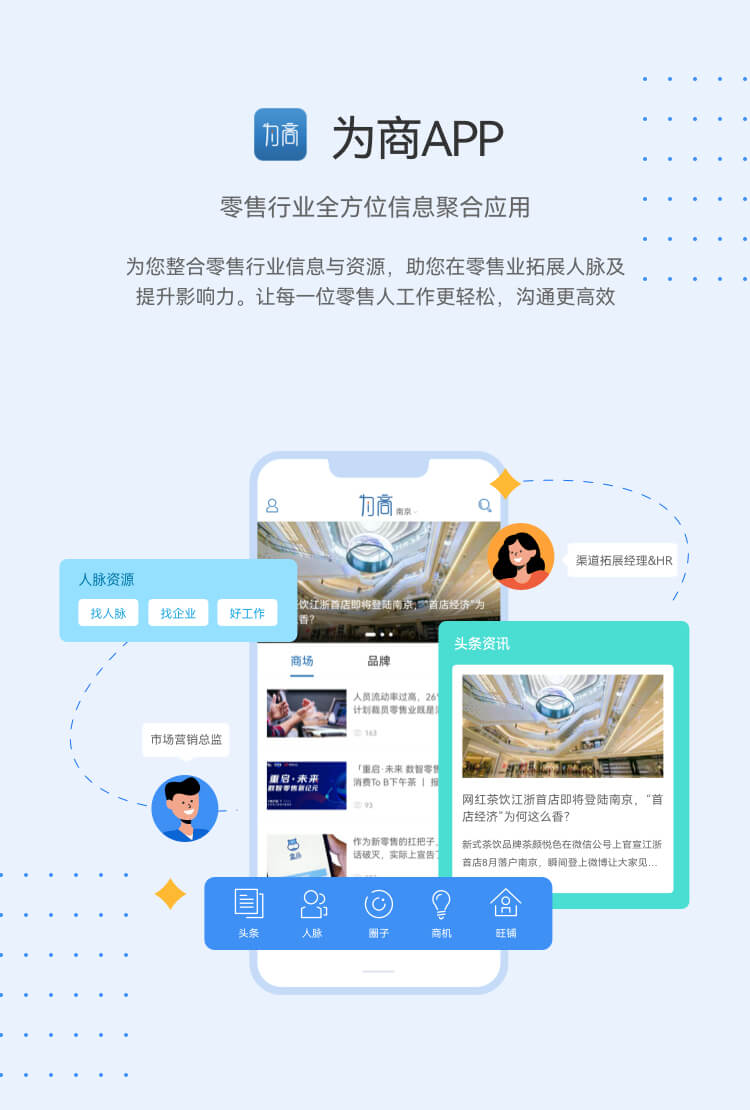 为商
为商APP
零售行业全方位信息聚合应用
为您整合零售行业信息与资源，助您在零售业拓展人脉及
提升影响力。让每一位零售人工作更轻松，沟通更高效
为商
南京
渠道拓展经理&HR
人脉资源
找人脉
找企业
好工作
饮江浙首店即将登陆南京，“首店经济”为
香？
商场
品牌
头条资讯
人员流动率过高，26
计划裁员零售业既是
163
市场营销总监
重启·未来
数智零售新纪元
「重启·未来 数智零售
消费To B下午茶 丨
93
网红茶饮江浙首店即将登陆南京，“首
店经济”为何这么香？
新式茶饮品牌茶颜悦色在微信公号上官宣江浙
首店8月落户南京，瞬间登上微博让大家见...
作为新零售的扛把子，
话破灭，实际上宣告了
头条
人脉
圈子
商机
旺铺